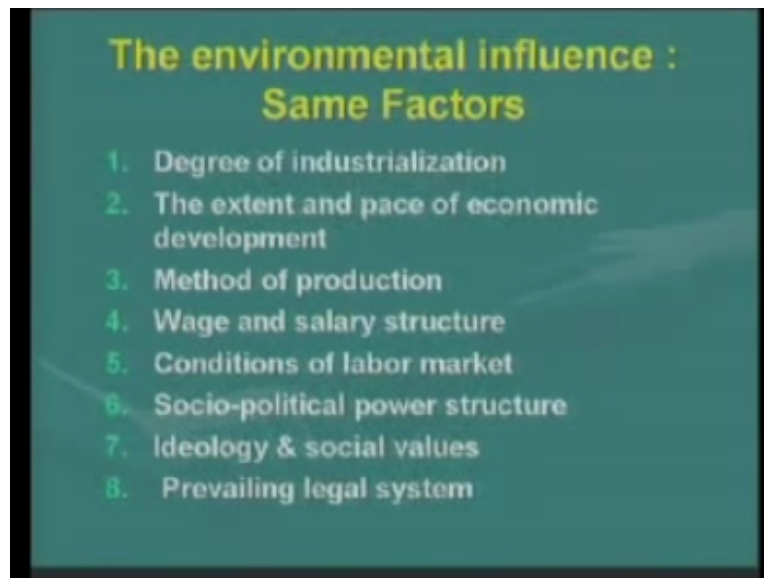 The environmental influence :
Same Factors
1. Degree of industrialization
2. The extent and pace of economic
development
3. Method of production
4. Wage and salary structure
5. Conditions of labor market
6. Socio-political power structure
7. Ideology & social values
8. Prevailing legal system